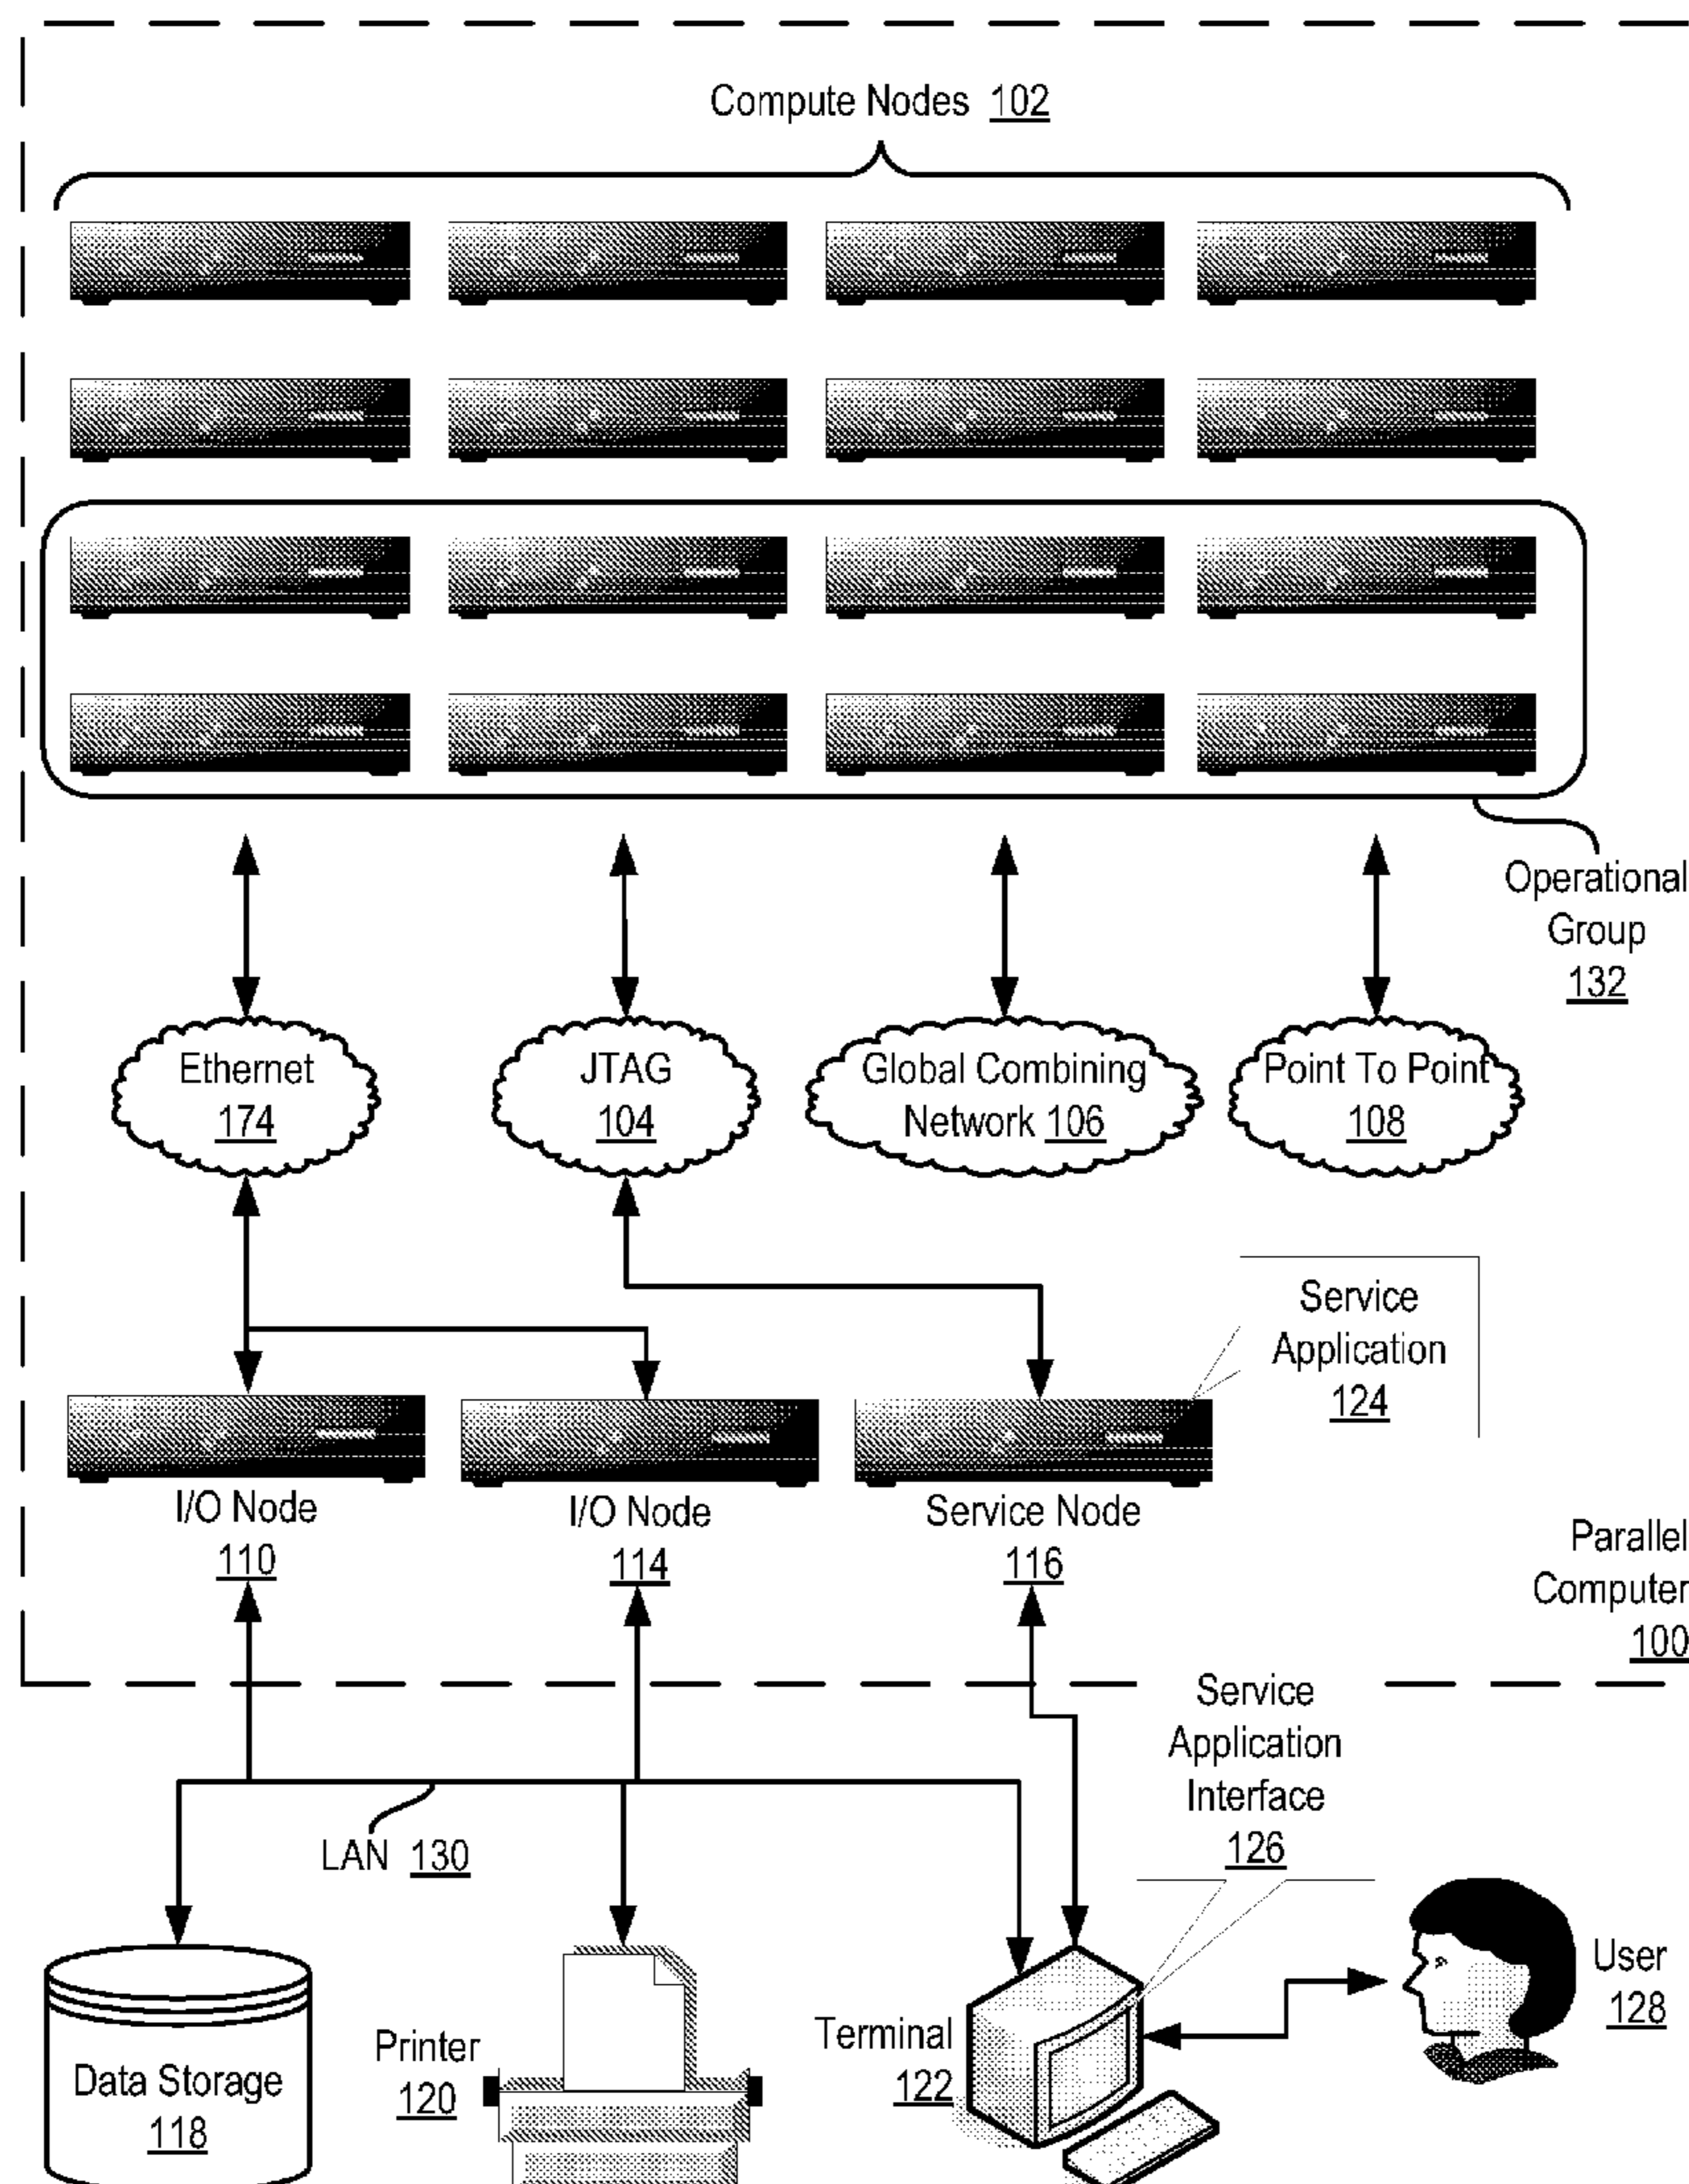 Compute Nodes 102
Operational
Group
132
Ethernet
174
JTAG
104
Global Combining
Network 106
Point To Point
108
Service
Application
124
I/O Node
110
I/O Node
114
Service Node
116
Parallel
Computer
100
Service
Application
Interface
126
LAN 130
Data Storage
118
Printer
120
Terminal
122
User
128